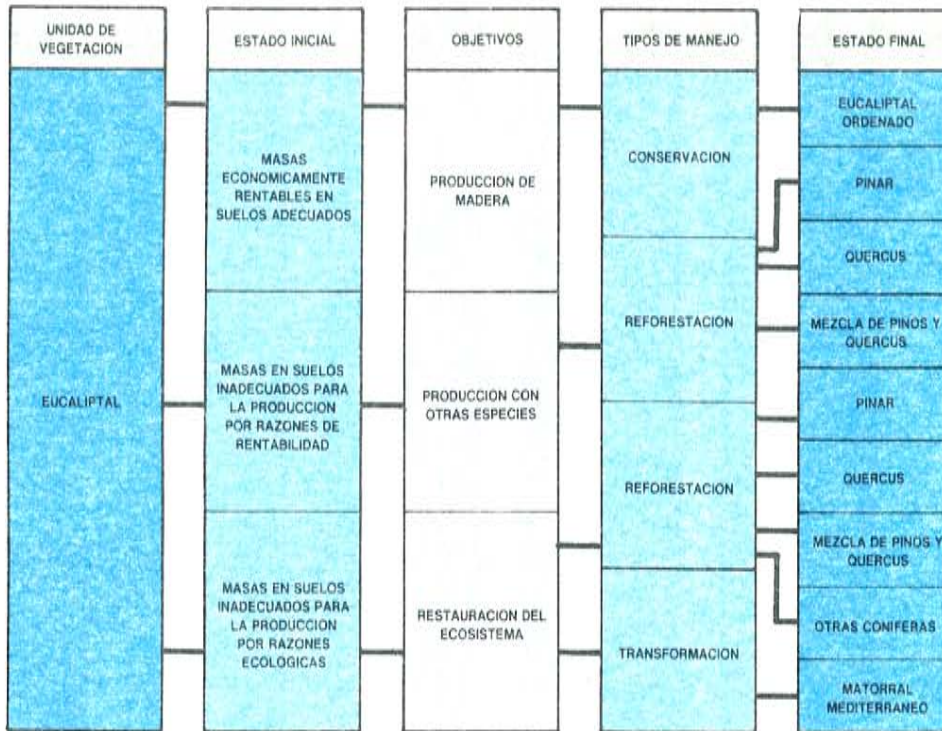 UNIDAD DE
VEGETACION
ESTADO INICIAL
OBJETIVOS
TIPOS DE MANEJO
ESTADO FINAL
EUCALIPTAL
MASAS
ECONOMICAMENTE
RENTABLES EN
SUELOS ADECUADOS
MASAS EN SUELOS
INADECUADOS PARA
LA PRODUCCION
POR RAZONES DE
RENTABILIDAD
MASAS EN SUELOS
INADECUADOS PARA
LA PRODUCCION
POR RAZONES
ECOLOGICAS
PRODUCCION DE
MADERA
PRODUCCION CON
OTRAS ESPECIES
RESTAURACION DEL
ECOSISTEMA
CONSERVACION
REFORESTACION
REFORESTACION
TRANSFORMACION
EUCALIPTAL
ORDENADO
PINAR
QUERCUS
MEZCLA DE PINOS Y
QUERCUS
PINAR
QUERCUS
MEZCLA DE PINOS Y
QUERCUS
OTRAS CONIFERAS
MATORRAL
MEDITERRANEO